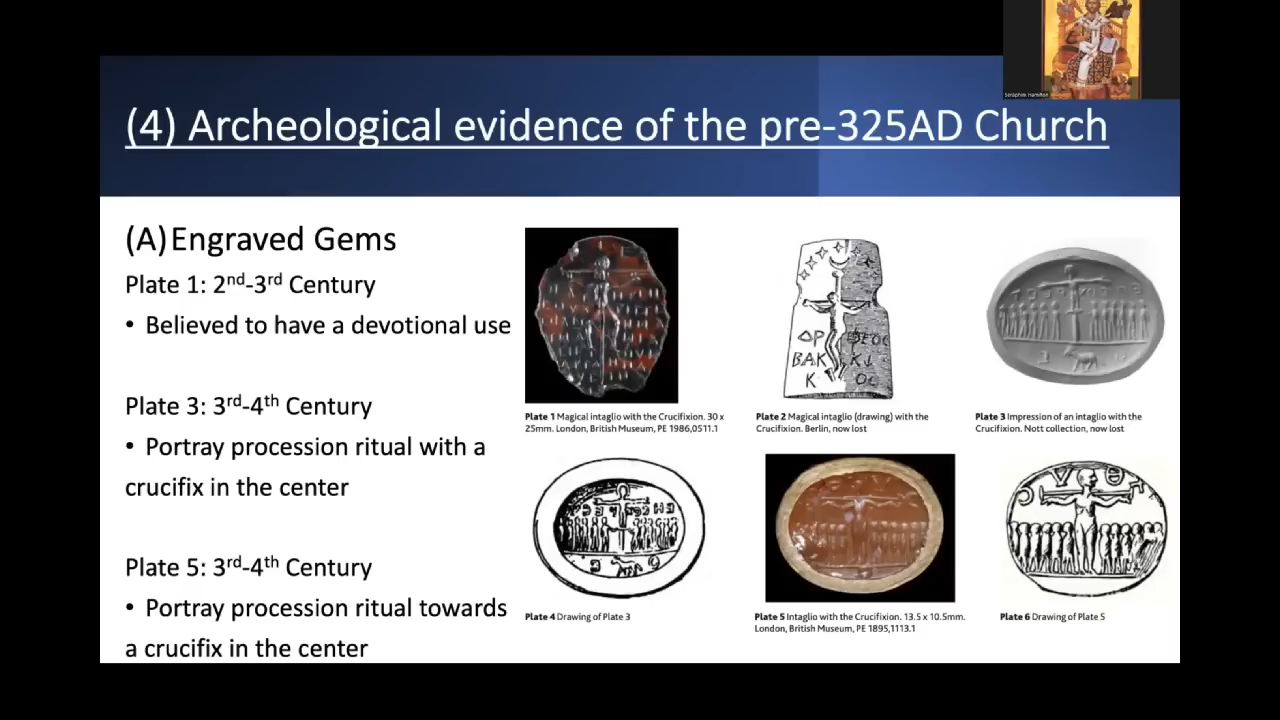 Seraphim Hamilton
(4) Archeological evidence of the pre-325AD Church
(A) Engraved Gems
Plate 1: 2nd-3rd Century
• Believed to have a devotional use
Plate 3: 3rd-4th Century
• Portray procession ritual with a
crucifix in the center
Plate 5: 3rd-4th Century
• Portray procession ritual towards
a crucifix in the center
Plate 1 Magical intaglio with the Crucifixion. 30 x
25mm. London, British Museum, PE 1986,0511.1
ΟΡ
ΒΑΚ
Κ
ΟС
Plate 2 Magical intaglio (drawing) with the
Crucifixion. Berlin, now lost
Plate 3 Impression of an intaglio with the
Crucifixion. Nott collection, now lost
Plate 4 Drawing of Plate 3
Plate 5 Intaglio with the Crucifixion. 13.5 x 10.5mm.
London, British Museum, PE 1895,1113.1
Plate 6 Drawing of Plate 5